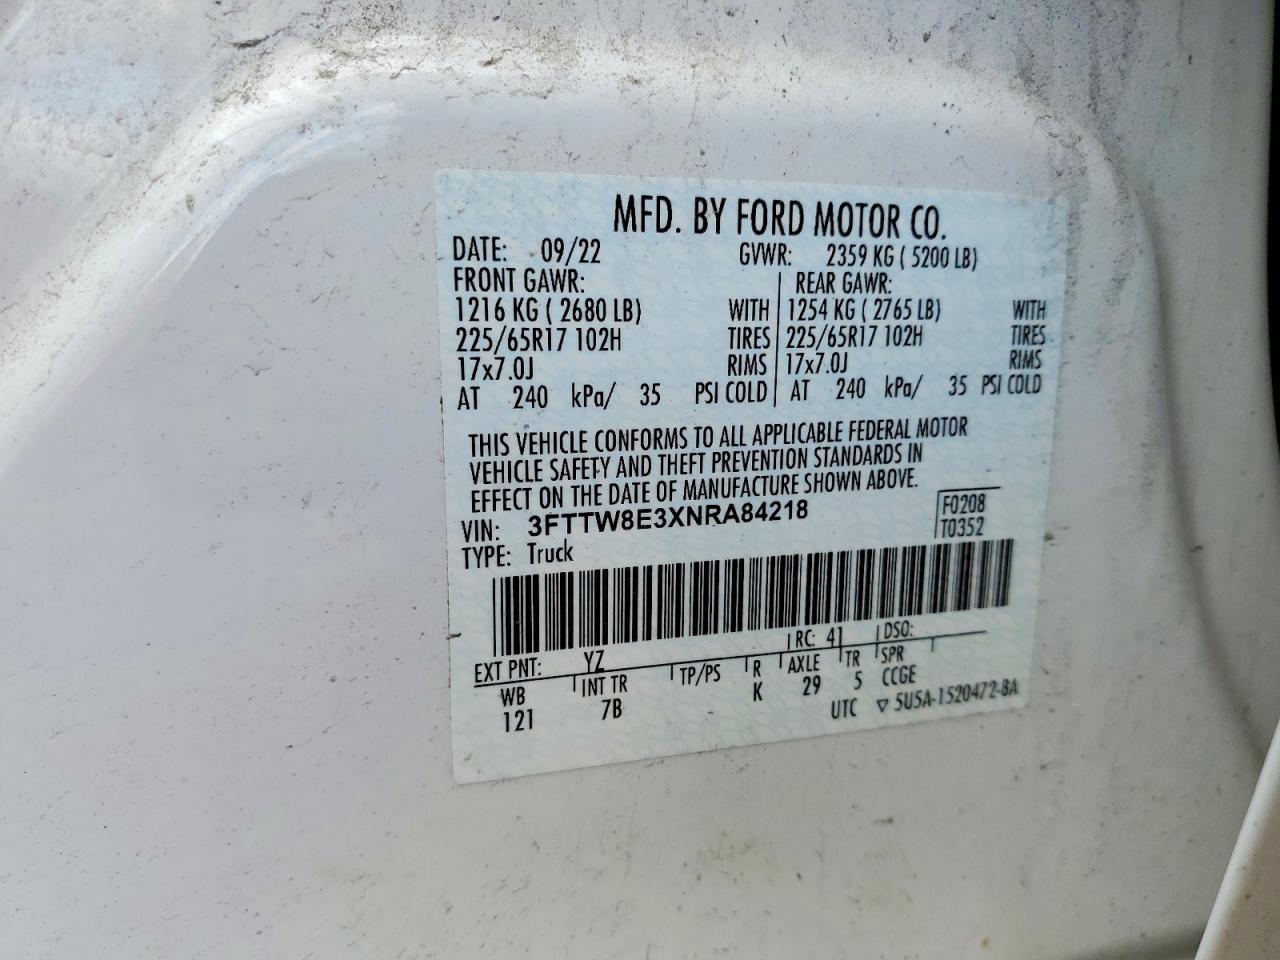 MFD. BY FORD MOTOR CO.
DATE: 09/22 GVWR: 2359 KG ( 5200 LB)
FRONT GAWR: REAR GAWR:
1216 KG ( 2680 LB) WITH 1254 KG ( 2765 LB) WITH
225/65R17 102H TIRES 225/65R17 102H TIRES
17x7.0J RIMS 17x7.0J RIMS
AT 240 kPa/ 35 PSI COLD AT 240 kPa/ 35 PSI COLD
THIS VEHICLE CONFORMS TO ALL APPLICABLE FEDERAL MOTOR
VEHICLE SAFETY AND THEFT PREVENTION STANDARDS IN
EFFECT ON THE DATE OF MANUFACTURE SHOWN ABOVE.
VIN: 3FTTW8E3XNRA84218 F0208
TYPE: Truck T0352
EXT PNT: YZ RC: 41 DSO:
WB INT TR TP/PS R AXLE TR SPR
121 7B K 29 5 CCGE
UTC ▽ 5U5A-1520472-BA